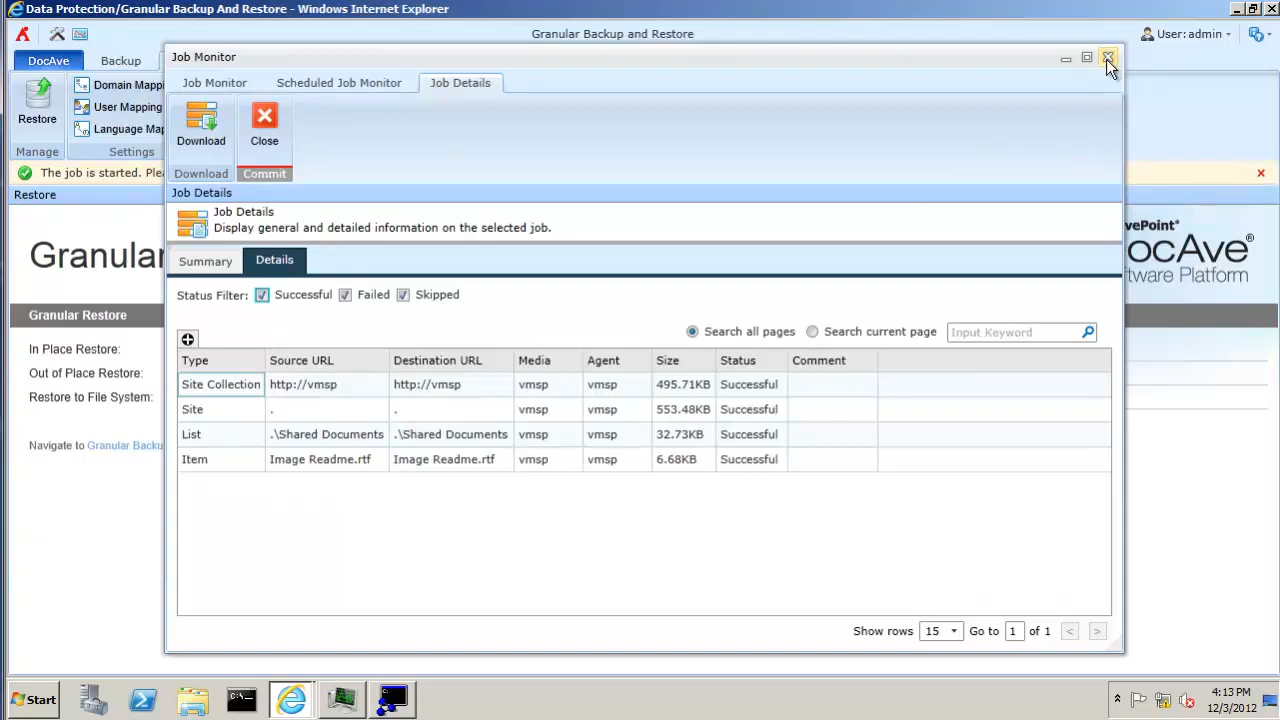 Data Protection/Granular Backup And Restore - Windows Internet Explorer
Granular Backup and Restore
User: admin
DocAve
Backup
Restore
Manage
Domain Mapp
User Mapping
Language Map
Settings
The job is started. Plea
Restore
Granular
Granular Restore
In Place Restore:
Out of Place Restore:
Restore to File System:
Navigate to Granular Backu
vePoint®
ocAve®
ftware Platform
Job Monitor
Job Monitor
Scheduled Job Monitor
Job Details
Download
Close
Download
Commit
Job Details
Job Details
Display general and detailed information on the selected job.
Summary
Details
Status Filter: Successful Failed Skipped
Search all pages Search current page Input Keyword
Type Source URL Destination URL Media Agent Size Status Comment
Site Collection http://vmsp http://vmsp vmsp vmsp 495.71KB Successful
Site . . vmsp vmsp 553.48KB Successful
List .\Shared Documents .\Shared Documents vmsp vmsp 32.73KB Successful
Item Image Readme.rtf Image Readme.rtf vmsp vmsp 6.68KB Successful
Show rows 15 Go to 1 of 1 < >
Start
4:13 PM
12/3/2012